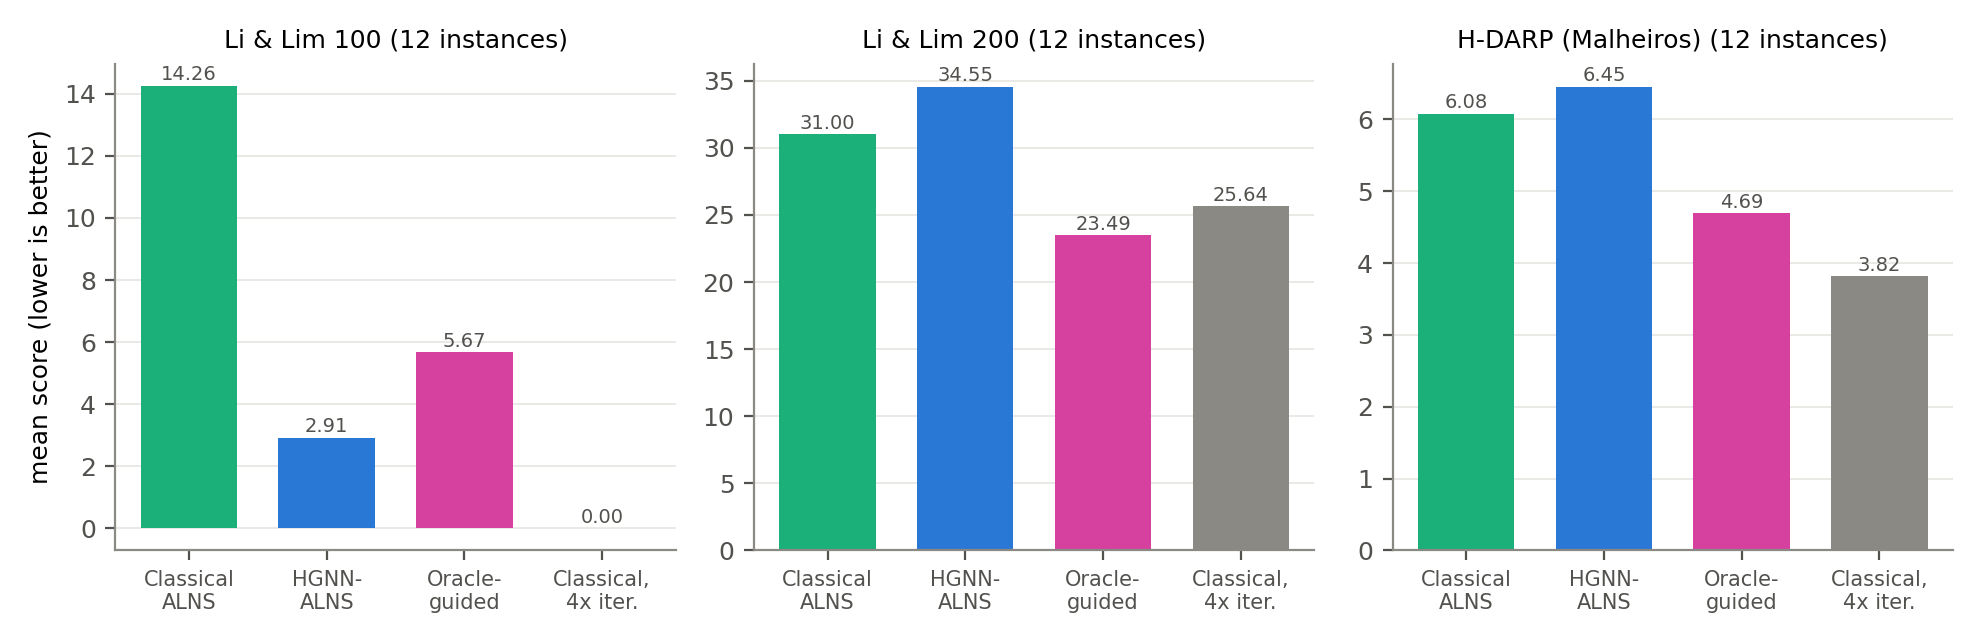 Li & Lim 100 (12 instances)
mean score (lower is better)
14
12
10
8
6
4
2
0
14.26
2.91
5.67
0.00
Classical
ALNS
HGNN-
ALNS
Oracle-
guided
Classical,
4x iter.
Li & Lim 200 (12 instances)
35
30
25
20
15
10
5
0
31.00
34.55
23.49
25.64
Classical
ALNS
HGNN-
ALNS
Oracle-
guided
Classical,
4x iter.
H-DARP (Malheiros) (12 instances)
6
5
4
3
2
1
0
6.08
6.45
4.69
3.82
Classical
ALNS
HGNN-
ALNS
Oracle-
guided
Classical,
4x iter.